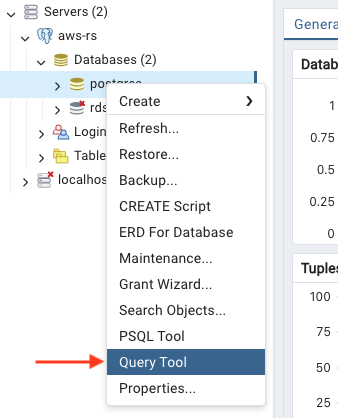 Servers (2)
aws-rs
Databases (2)
postgres
rds
Login
Table
localho
Create
Refresh...
Restore...
Backup...
CREATE Script
ERD For Database
Maintenance...
Grant Wizard...
Search Objects...
PSQL Tool
Query Tool
Properties...
Genera
Datab
1
0.75
0.5
0.25
0
Tuples
100
75
50
25